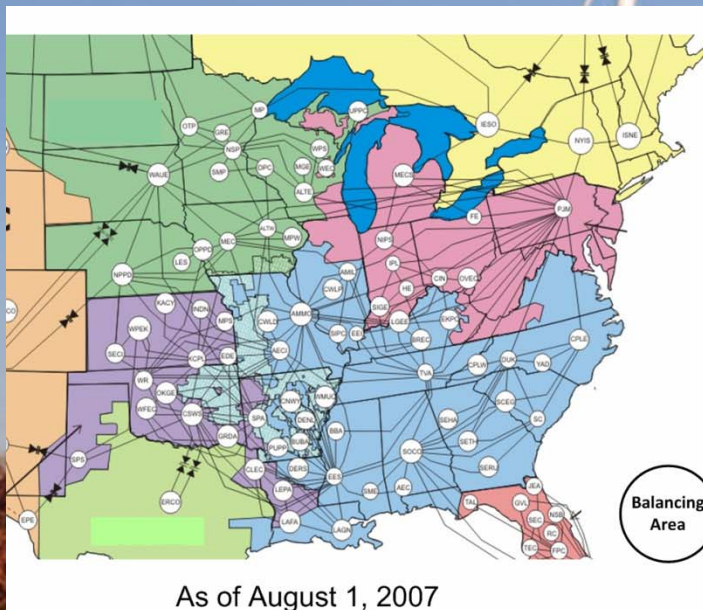 MP
UPPC
IESO
OTP
GRE
NYIS
ISNE
NSP
WPS
WAUE
SMP
DPC
MGE
WEC
MECS
ALTE
PJM
FE
ALTW
OPPD
MEC
MPW
NIPS
LES
IPL
NPPD
AMIL
CIN
OVEC
CWLP
HE
KACY
INDN
SIGE
WPEK
MPS
CWLD
AMMO
LGEE
EKPC
SIPC
EEI
BREC
CPLE
SECI
KCPL
EDE
AECI
DUK
YAD
CPLW
TVA
WR
OKGE
CNWY
WMUC
SCEG
WFEC
CSWS
SPA
DENL
SEHA
SC
BBA
GRDA
PUPP
BUBA
SETH
SOCO
SPS
CLEC
DERS
EES
SERU
LEPA
SME
AEC
JEA
ERCO
TAL
GVL
NSB
EPE
LAFA
LAGN
SEC
RC
TEC
FPC
Balancing
Area
As of August 1, 2007